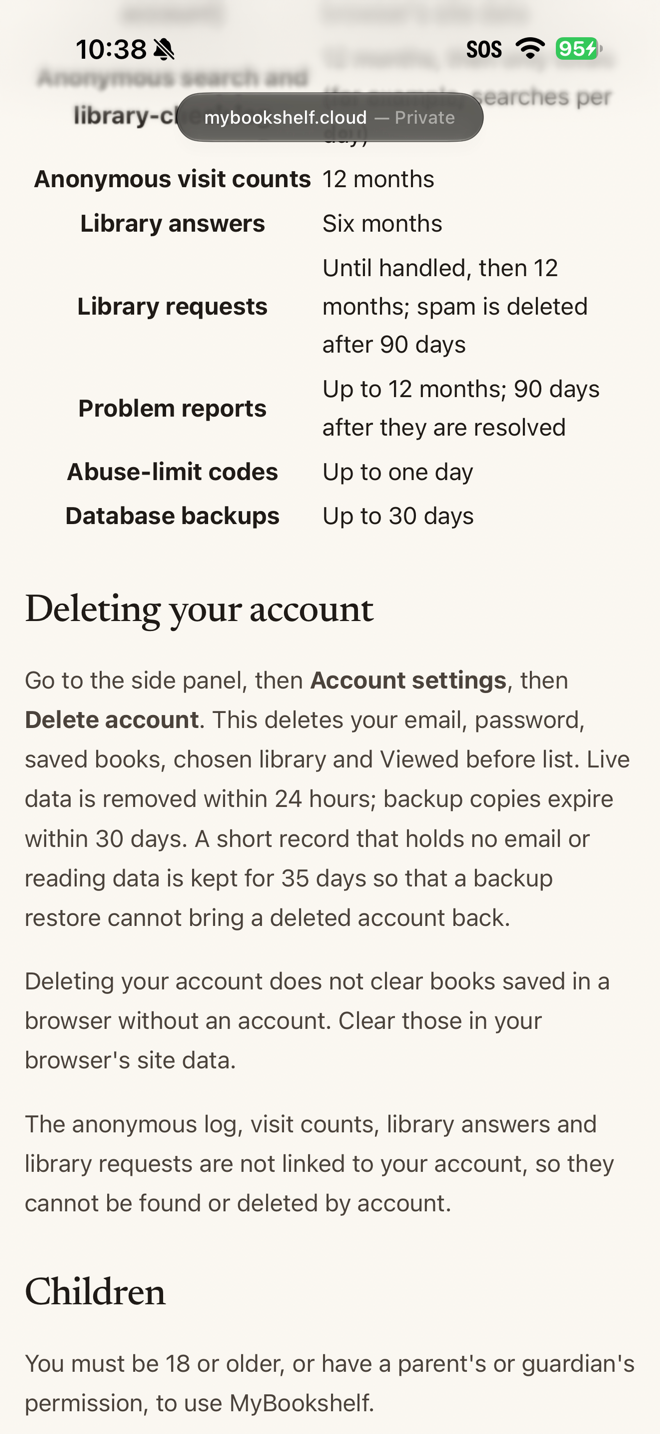 10:38
SOS
95
Anonymous search and
12 months,
library-c
searches per
mybookshelf.cloud — Private
day)
Anonymous visit counts 12 months
Library answers Six months
Library requests Until handled, then 12
months; spam is deleted
after 90 days
Problem reports Up to 12 months; 90 days
after they are resolved
Abuse-limit codes Up to one day
Database backups Up to 30 days
Deleting your account
Go to the side panel, then Account settings, then
Delete account. This deletes your email, password,
saved books, chosen library and Viewed before list. Live
data is removed within 24 hours; backup copies expire
within 30 days. A short record that holds no email or
reading data is kept for 35 days so that a backup
restore cannot bring a deleted account back.
Deleting your account does not clear books saved in a
browser without an account. Clear those in your
browser's site data.
The anonymous log, visit counts, library answers and
library requests are not linked to your account, so they
cannot be found or deleted by account.
Children
You must be 18 or older, or have a parent's or guardian's
permission, to use MyBookshelf.